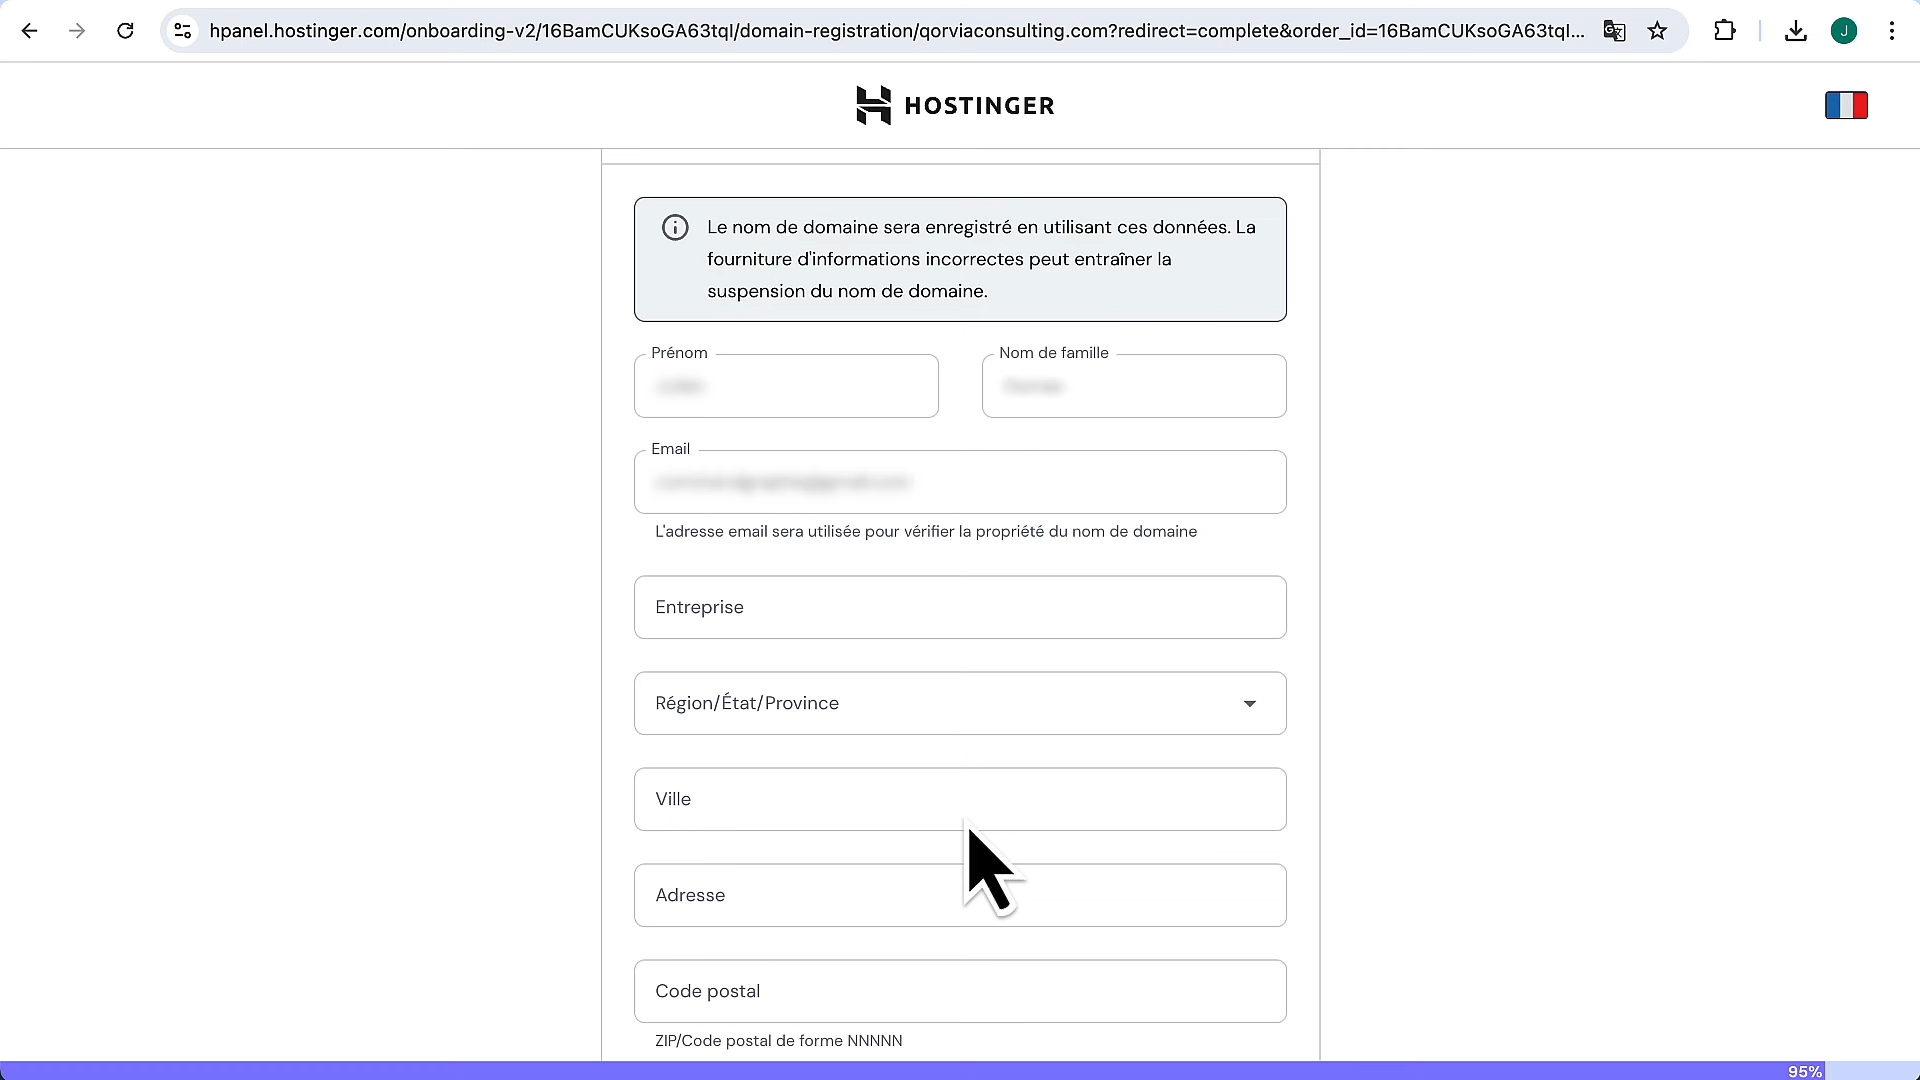 hpanel.hostinger.com/onboarding-v2/16BamCUKsoGA63tql/domain-registration/qorviaconsulting.com?redirect=complete&order_id=16BamCUKsoGA63tql...
J
HOSTINGER
Le nom de domaine sera enregistré en utilisant ces données. La
fourniture d'informations incorrectes peut entraîner la
suspension du nom de domaine.
Prénom
Nom de famille
Email
L'adresse email sera utilisée pour vérifier la propriété du nom de domaine
Entreprise
Région/État/Province
Ville
Adresse
Code postal
ZIP/Code postal de forme NNNNN
95%